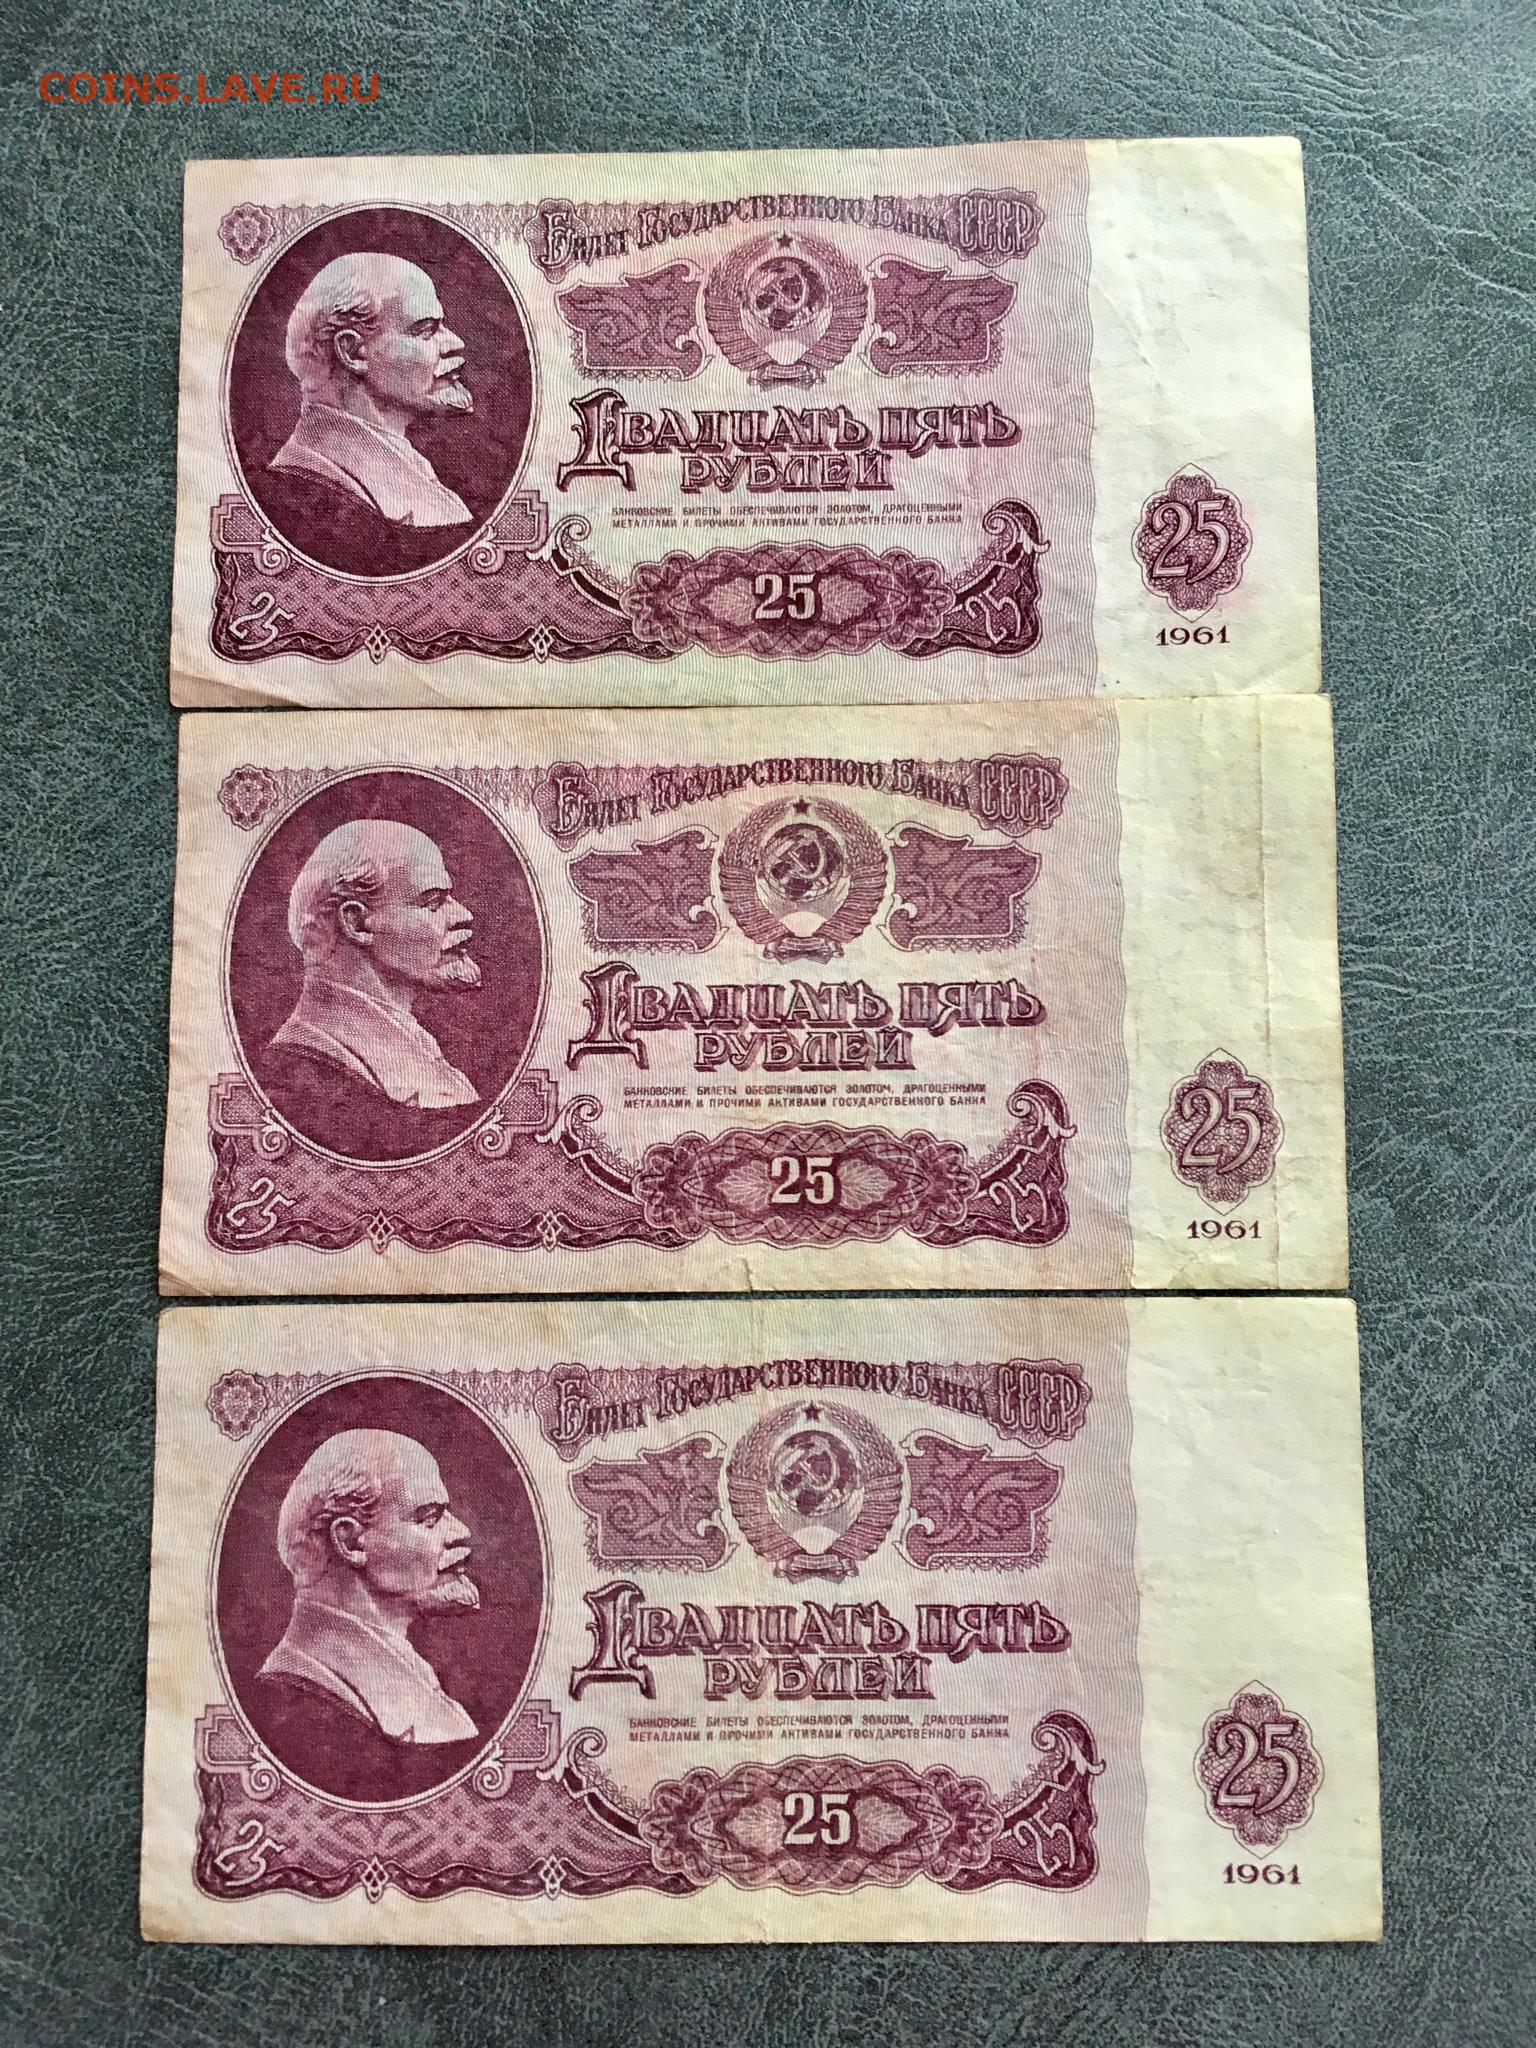 COINS.LAVE.RU
Билет Государственного Банка СССР
Двадцать пять
рублей
БАНКОВСКИЕ БИЛЕТЫ ОБЕСПЕЧИВАЮТСЯ ЗОЛОТОМ, ДРАГОЦЕННЫМИ
МЕТАЛЛАМИ И ПРОЧИМИ АКТИВАМИ ГОСУДАРСТВЕННОГО БАНКА
25
25 25 25
1961
Билет Государственного Банка СССР
Двадцать пять
рублей
БАНКОВСКИЕ БИЛЕТЫ ОБЕСПЕЧИВАЮТСЯ ЗОЛОТОМ, ДРАГОЦЕННЫМИ
МЕТАЛЛАМИ И ПРОЧИМИ АКТИВАМИ ГОСУДАРСТВЕННОГО БАНКА
25
25 25 25
1961
Билет Государственного Банка СССР
Двадцать пять
рублей
БАНКОВСКИЕ БИЛЕТЫ ОБЕСПЕЧИВАЮТСЯ ЗОЛОТОМ, ДРАГОЦЕННЫМИ
МЕТАЛЛАМИ И ПРОЧИМИ АКТИВАМИ ГОСУДАРСТВЕННОГО БАНКА
25
25 25 25
1961